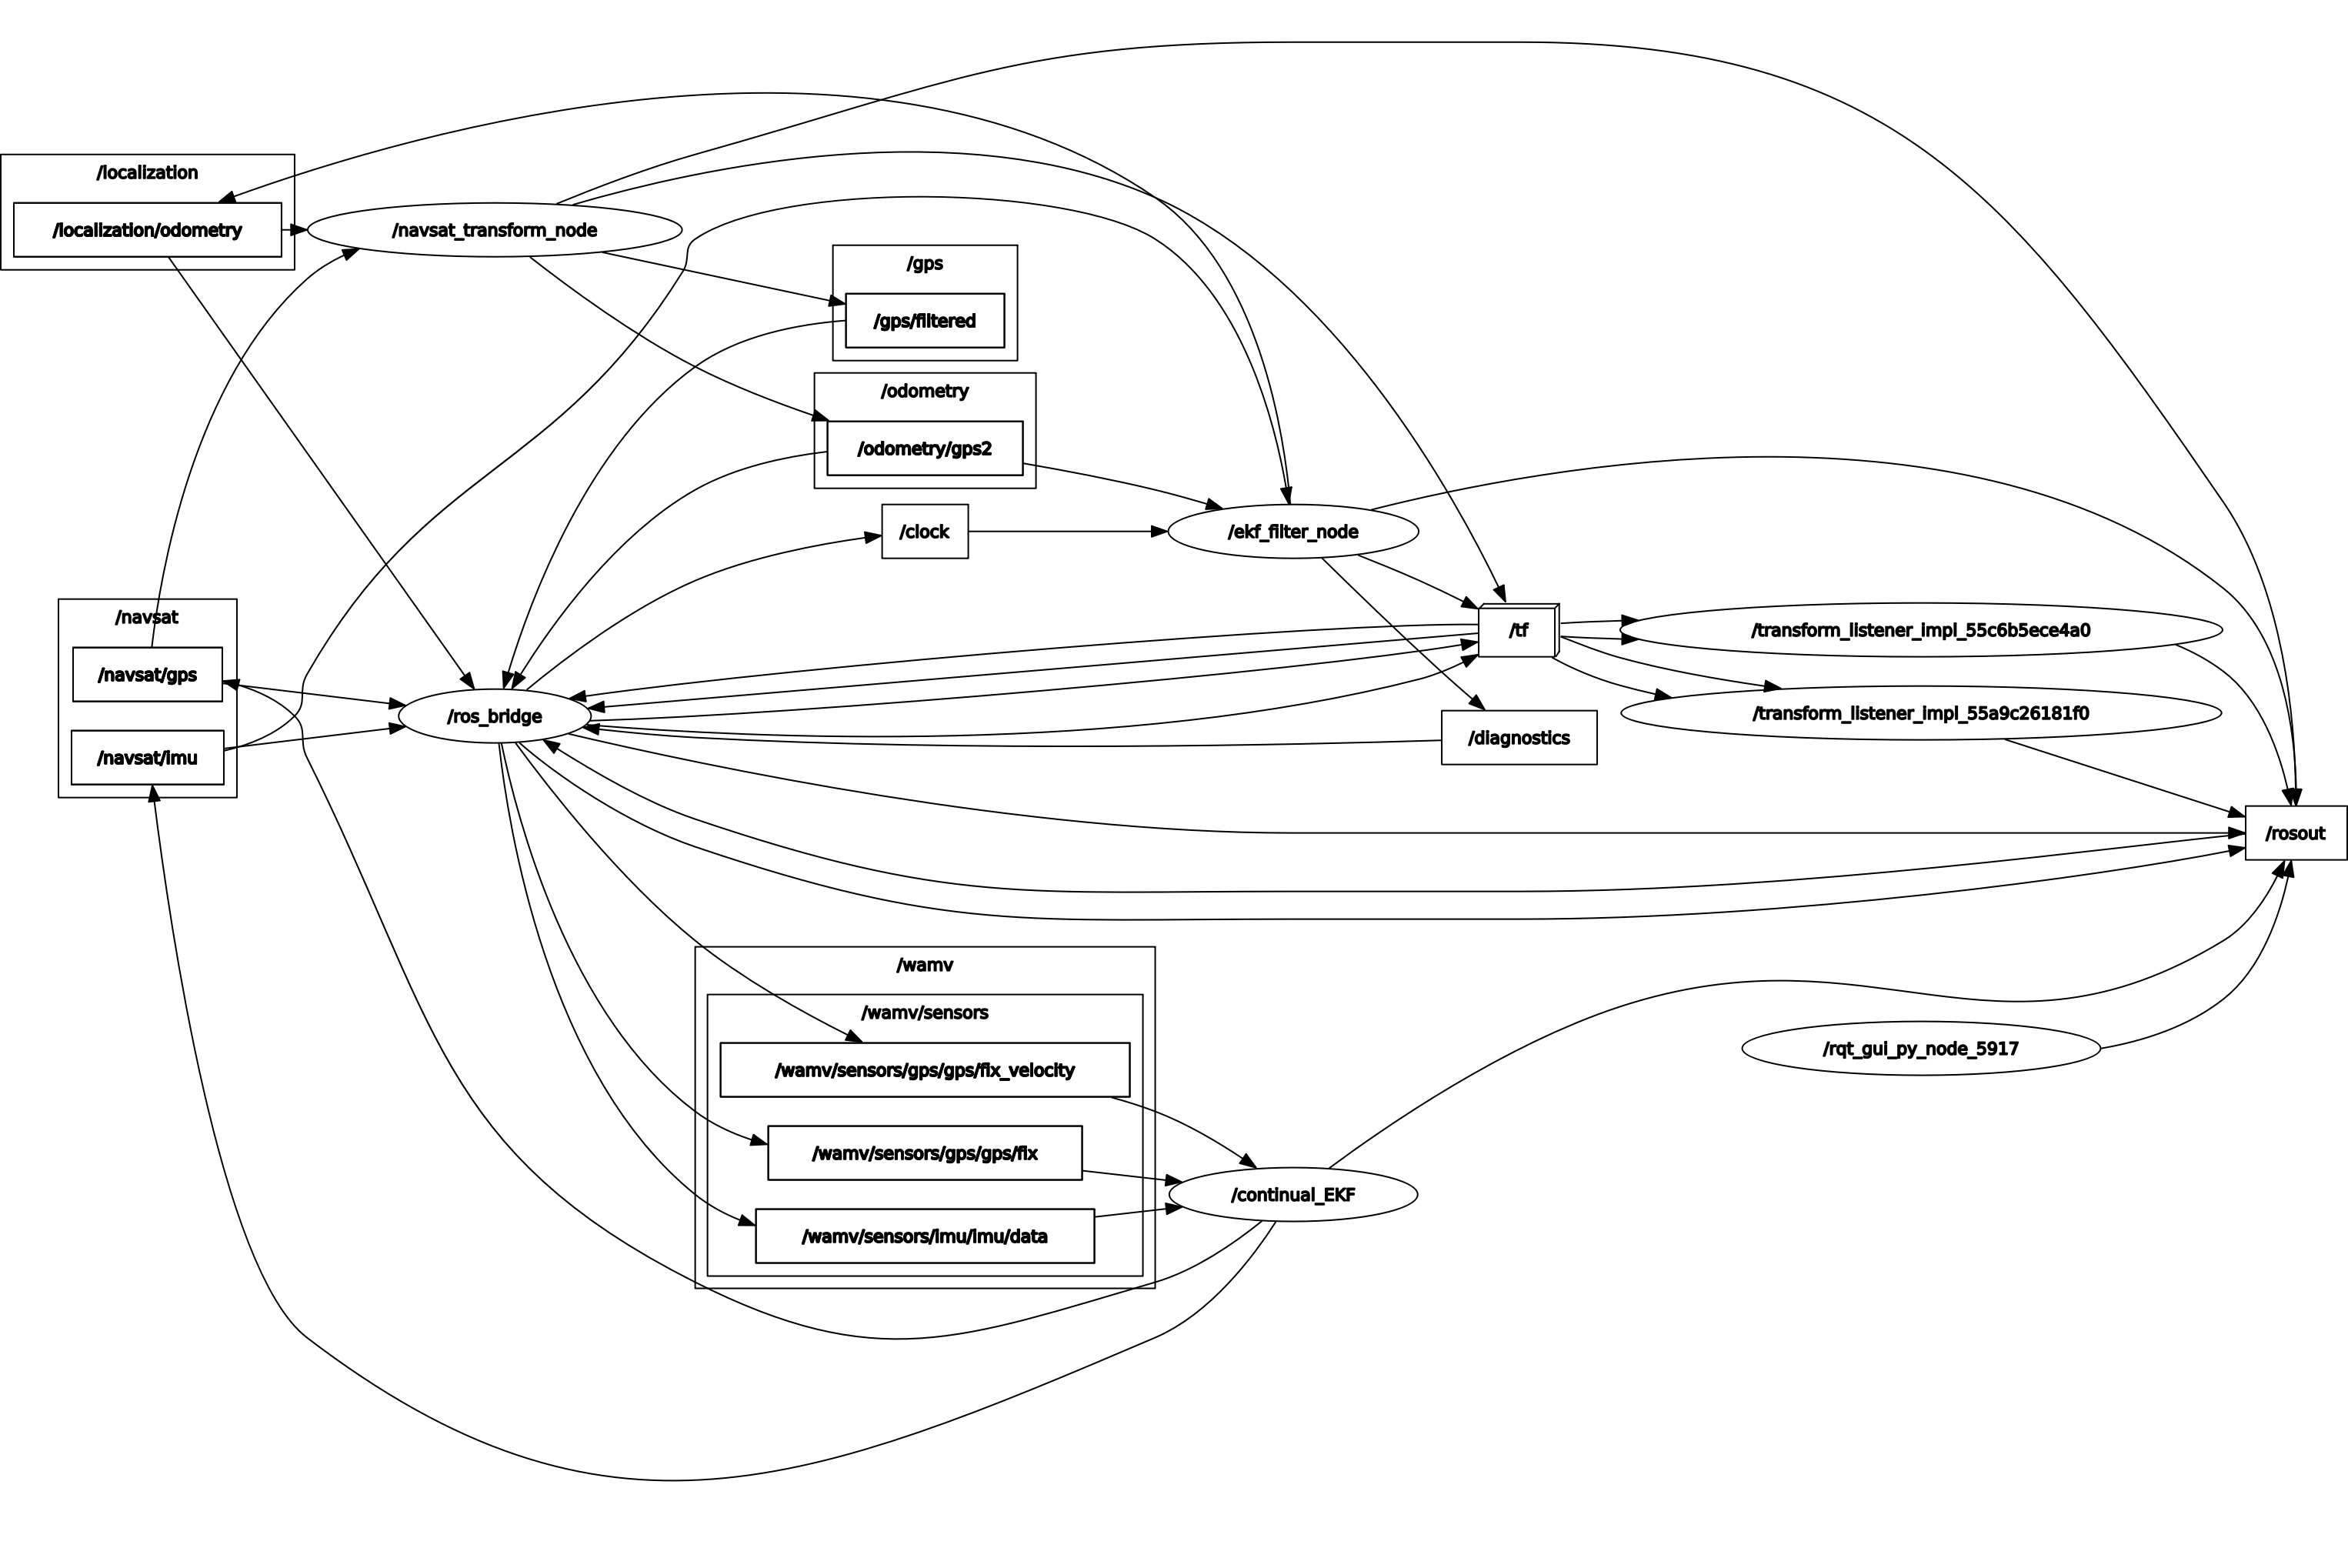 /localization
/localization/odometry
/navsat_transform_node
/gps
/gps/filtered
/odometry
/odometry/gps2
/clock
/ekf_filter_node
/navsat
/navsat/gps
/navsat/imu
/ros_bridge
/tf
/transform_listener_impl_55c6b5ece4a0
/transform_listener_impl_55a9c26181f0
/diagnostics
/rosout
/wamv
/wamv/sensors
/wamv/sensors/gps/gps/fix_velocity
/wamv/sensors/gps/gps/fix
/wamv/sensors/imu/imu/data
/continual_EKF
/rqt_gui_py_node_5917